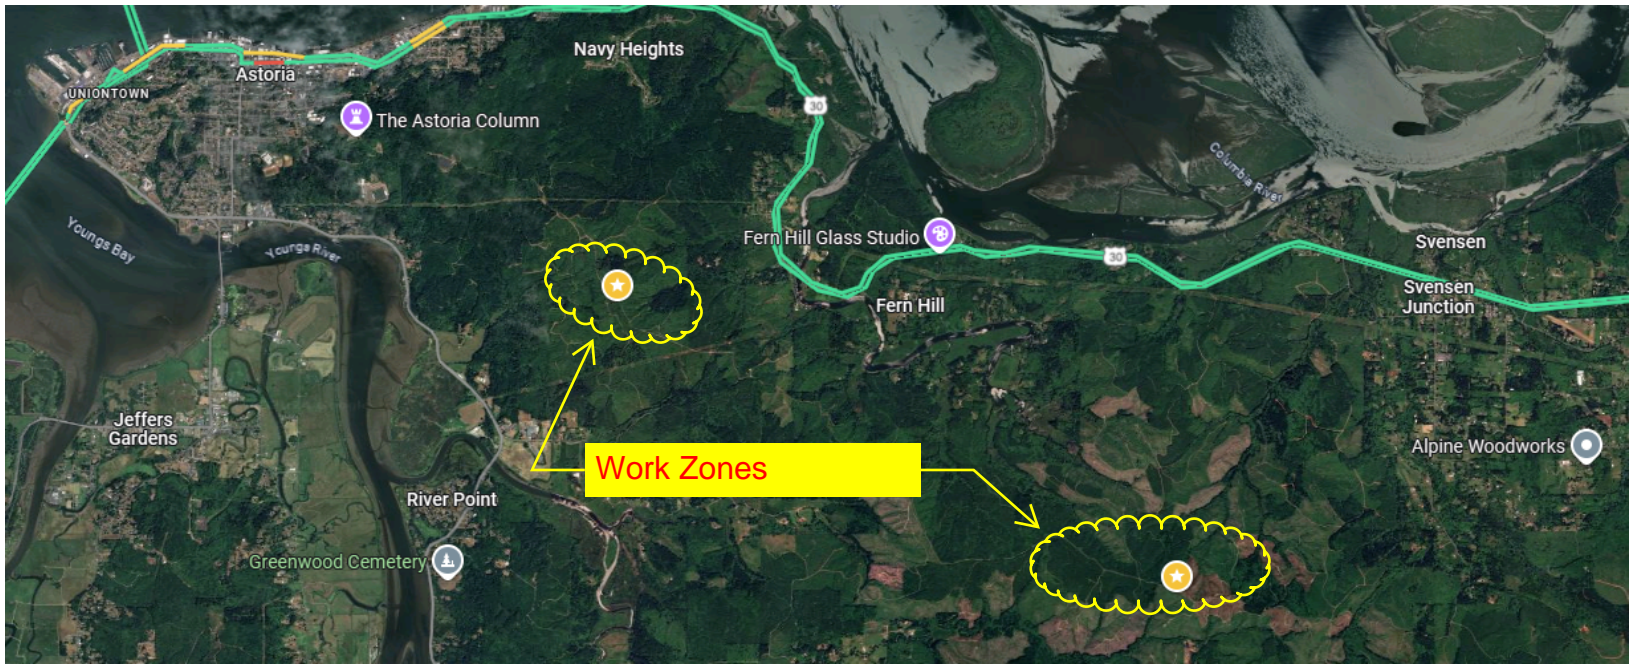 Navy Heights
Astoria
UNIONTOWN
30
The Astoria Column
Columbia River
Youngs Bay
Youngs River
Fern Hill Glass Studio
30
Svensen
Svensen
Junction
Fern Hill
Jeffers
Gardens
Alpine Woodworks
Work Zones
River Point
Greenwood Cemetery